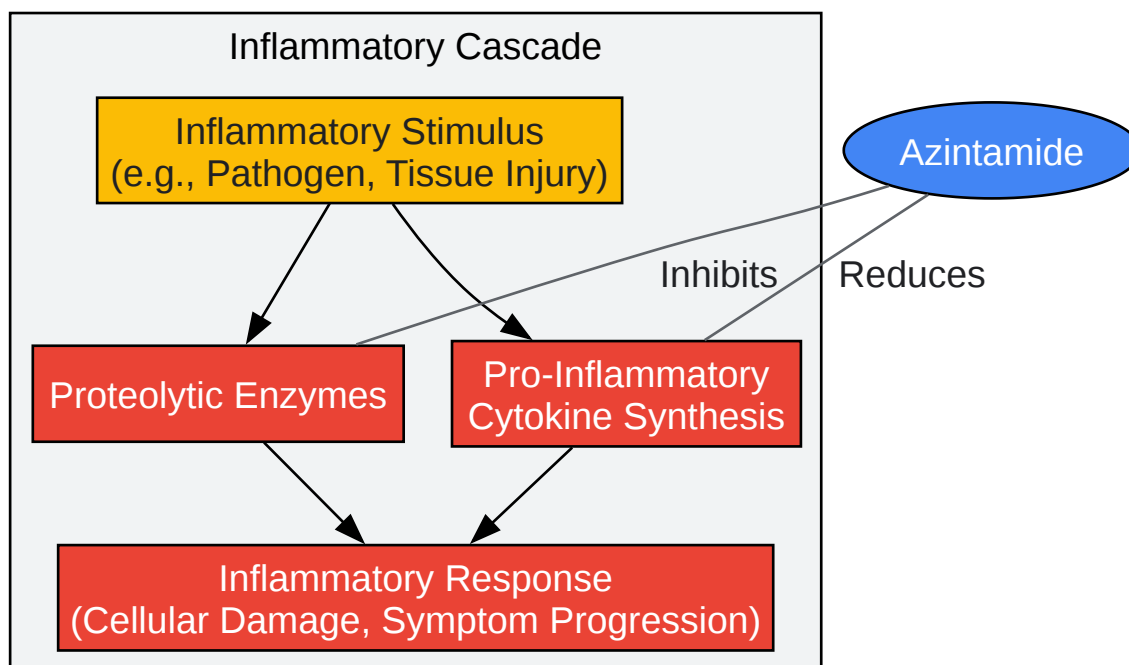 Inflammatory Cascade
Inflammatory Stimulus
(e.g., Pathogen, Tissue Injury)
Azintamide
Inhibits
Reduces
Proteolytic Enzymes
Pro-Inflammatory
Cytokine Synthesis
Inflammatory Response
(Cellular Damage, Symptom Progression)